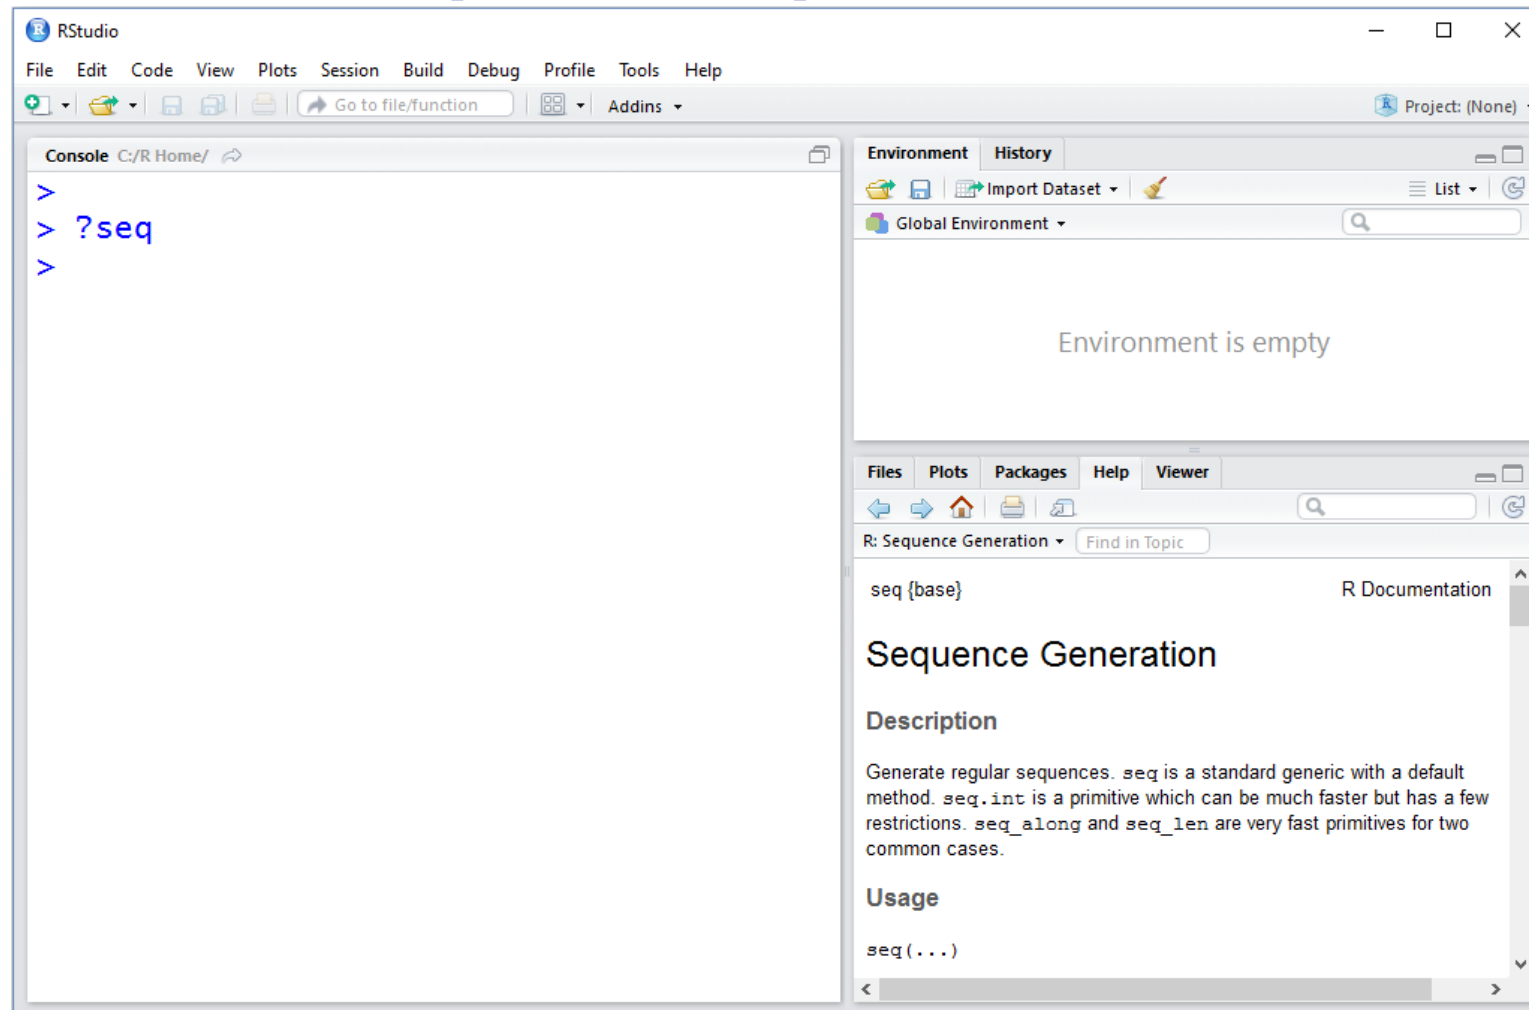 RStudio
File Edit Code View Plots Session Build Debug Profile Tools Help
Go to file/function Addins Project: (None)
Console C:/R Home/
>
> ?seq
>
Environment History
Import Dataset List
Global Environment
Environment is empty
Files Plots Packages Help Viewer
R: Sequence Generation Find in Topic
seq {base} R Documentation
Sequence Generation
Description
Generate regular sequences. seq is a standard generic with a default
method. seq.int is a primitive which can be much faster but has a few
restrictions. seq_along and seq_len are very fast primitives for two
common cases.
Usage
seq(...)